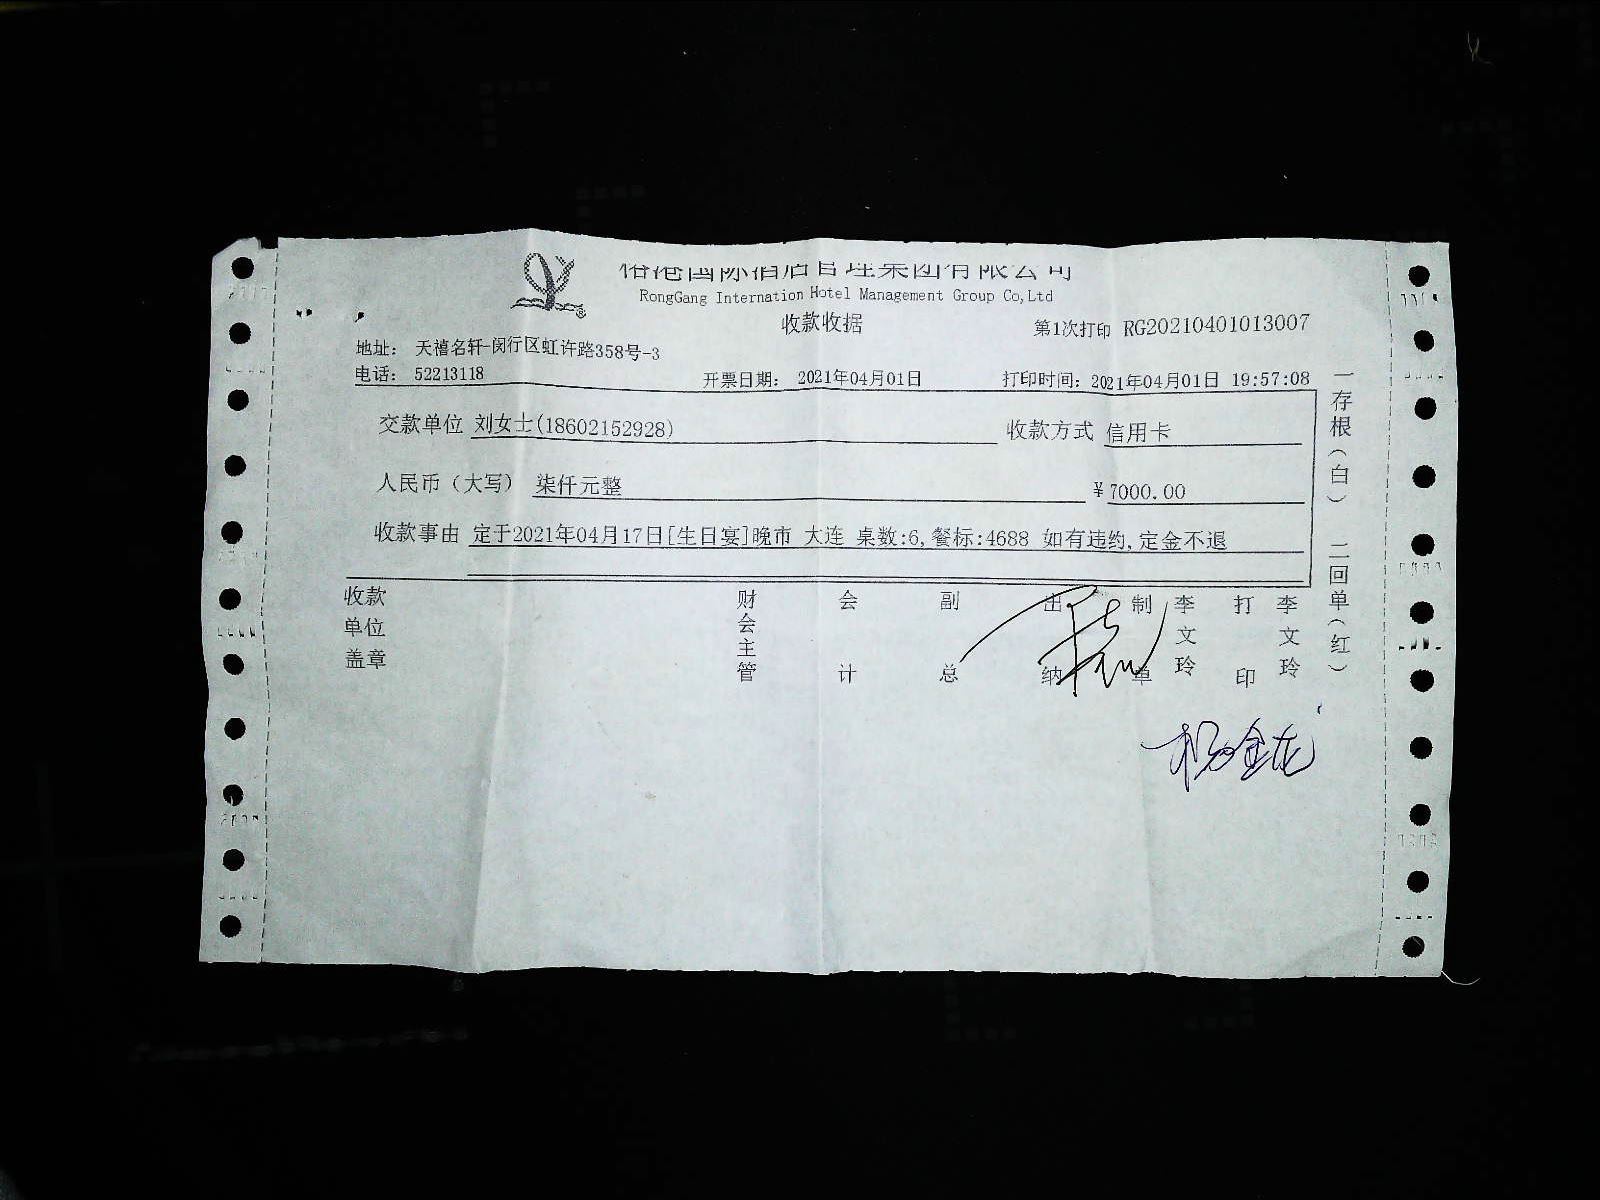 国际酒店管理集团有限公司
RongGang Internation Hotel Management Group Co,Ltd
收款收据
第1次打印 RG20210401013007
地址： 天禧名轩-闵行区虹许路358号-3
电话： 52213118
开票日期： 2021年04月01日
打印时间：2021年04月01日 19:57:08
交款单位 刘女士(18602152928)
收款方式 信用卡
人民币（大写） 柒仟元整
￥7000.00
收款事由 定于2021年04月17日[生日宴]晚市 大连 桌数:6,餐标:4688 如有违约,定金不退
收款单位盖章
财会主管
会计
副总
出纳
制单 李文玲
打印 李文玲
杨金龙
一存根（白） 二回单（红）